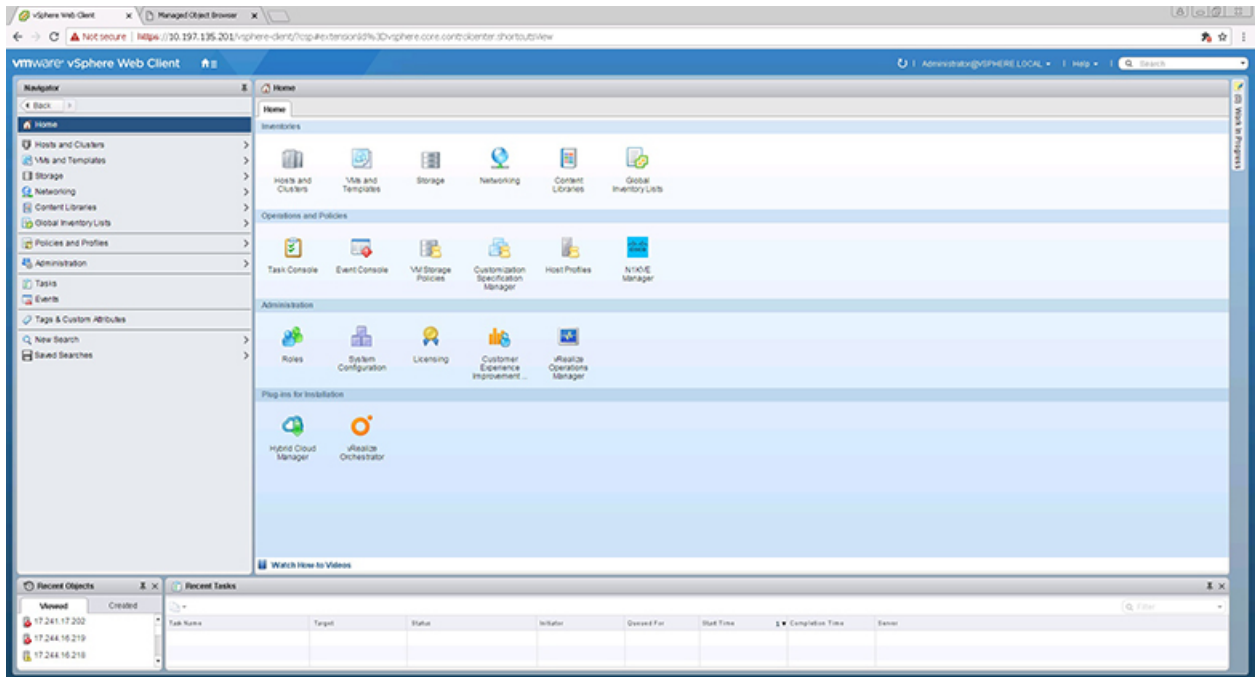 vSphere Web Client
Managed Object Browser
Not secure | https://10.197.135.201/vsphere-client/?csp#extensionId%3Dvsphere.core.controlcenter.shortcutsView
vmware® vSphere Web Client
Administrator@VSPHERE.LOCAL
Help
Search
Navigator
Back
Home
Hosts and Clusters
VMs and Templates
Storage
Networking
Content Libraries
Global Inventory Lists
Policies and Profiles
Administration
Tasks
Events
Tags & Custom Attributes
New Search
Saved Searches
Home
Home
Inventories
Hosts and Clusters
VMs and Templates
Storage
Networking
Content Libraries
Global Inventory Lists
Operations and Policies
Task Console
Event Console
VM Storage Policies
Customization Specification Manager
Host Profiles
N1KVE Manager
Administration
Roles
System Configuration
Licensing
Customer Experience Improvement ...
vRealize Operations Manager
Plug-ins for Installation
Hybrid Cloud Manager
vRealize Orchestrator
Watch How-to Videos
Work In Progress
Recent Objects
Viewed
Created
17.241.17.202
17.244.16.219
17.244.16.218
Recent Tasks
Filter
Task Name
Target
Status
Initiator
Queued For
Start Time
1
Completion Time
Server